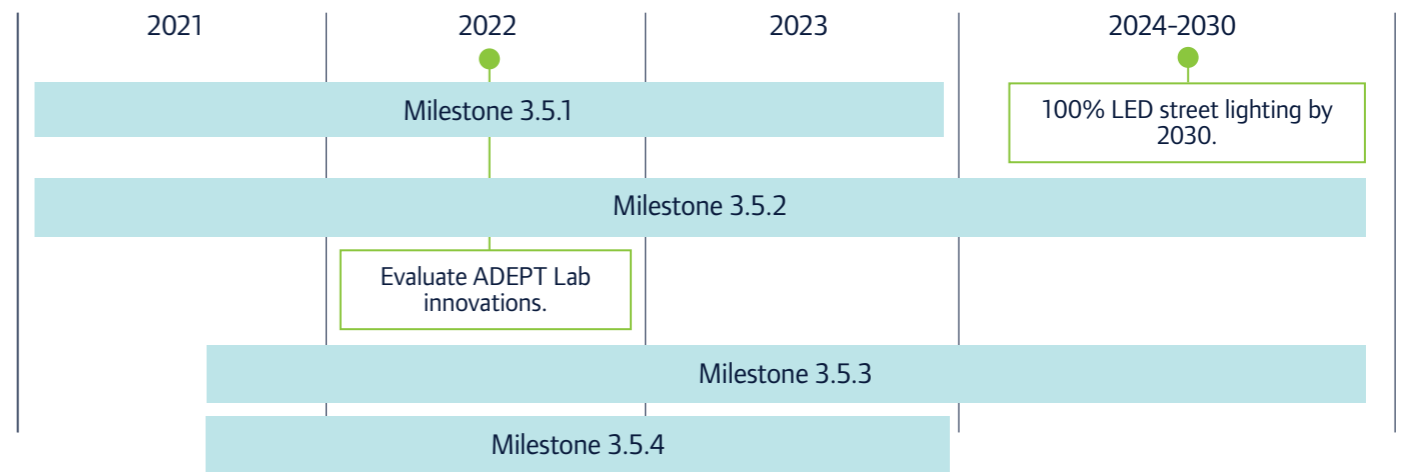 2021
2022
2023
2024-2030
Milestone 3.5.1
100% LED street lighting by
2030.
Milestone 3.5.2
Evaluate ADEPT Lab
innovations.
Milestone 3.5.3
Milestone 3.5.4